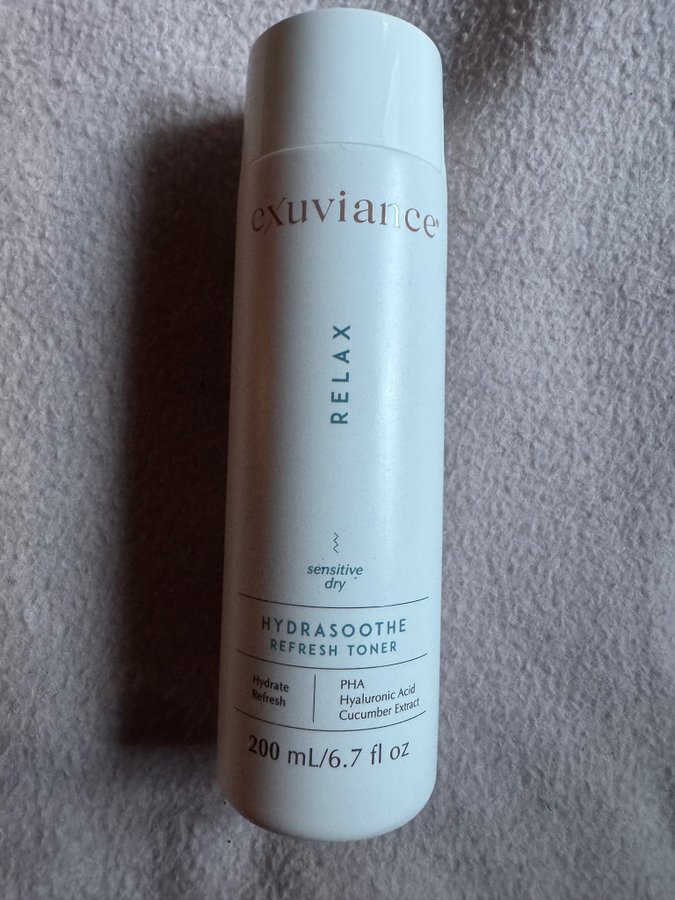 exuviance®
RELAX
sensitive
dry
HYDRASOOTHE
REFRESH TONER
Hydrate
Refresh
PHA
Hyaluronic Acid
Cucumber Extract
200 mL/6.7 fl oz